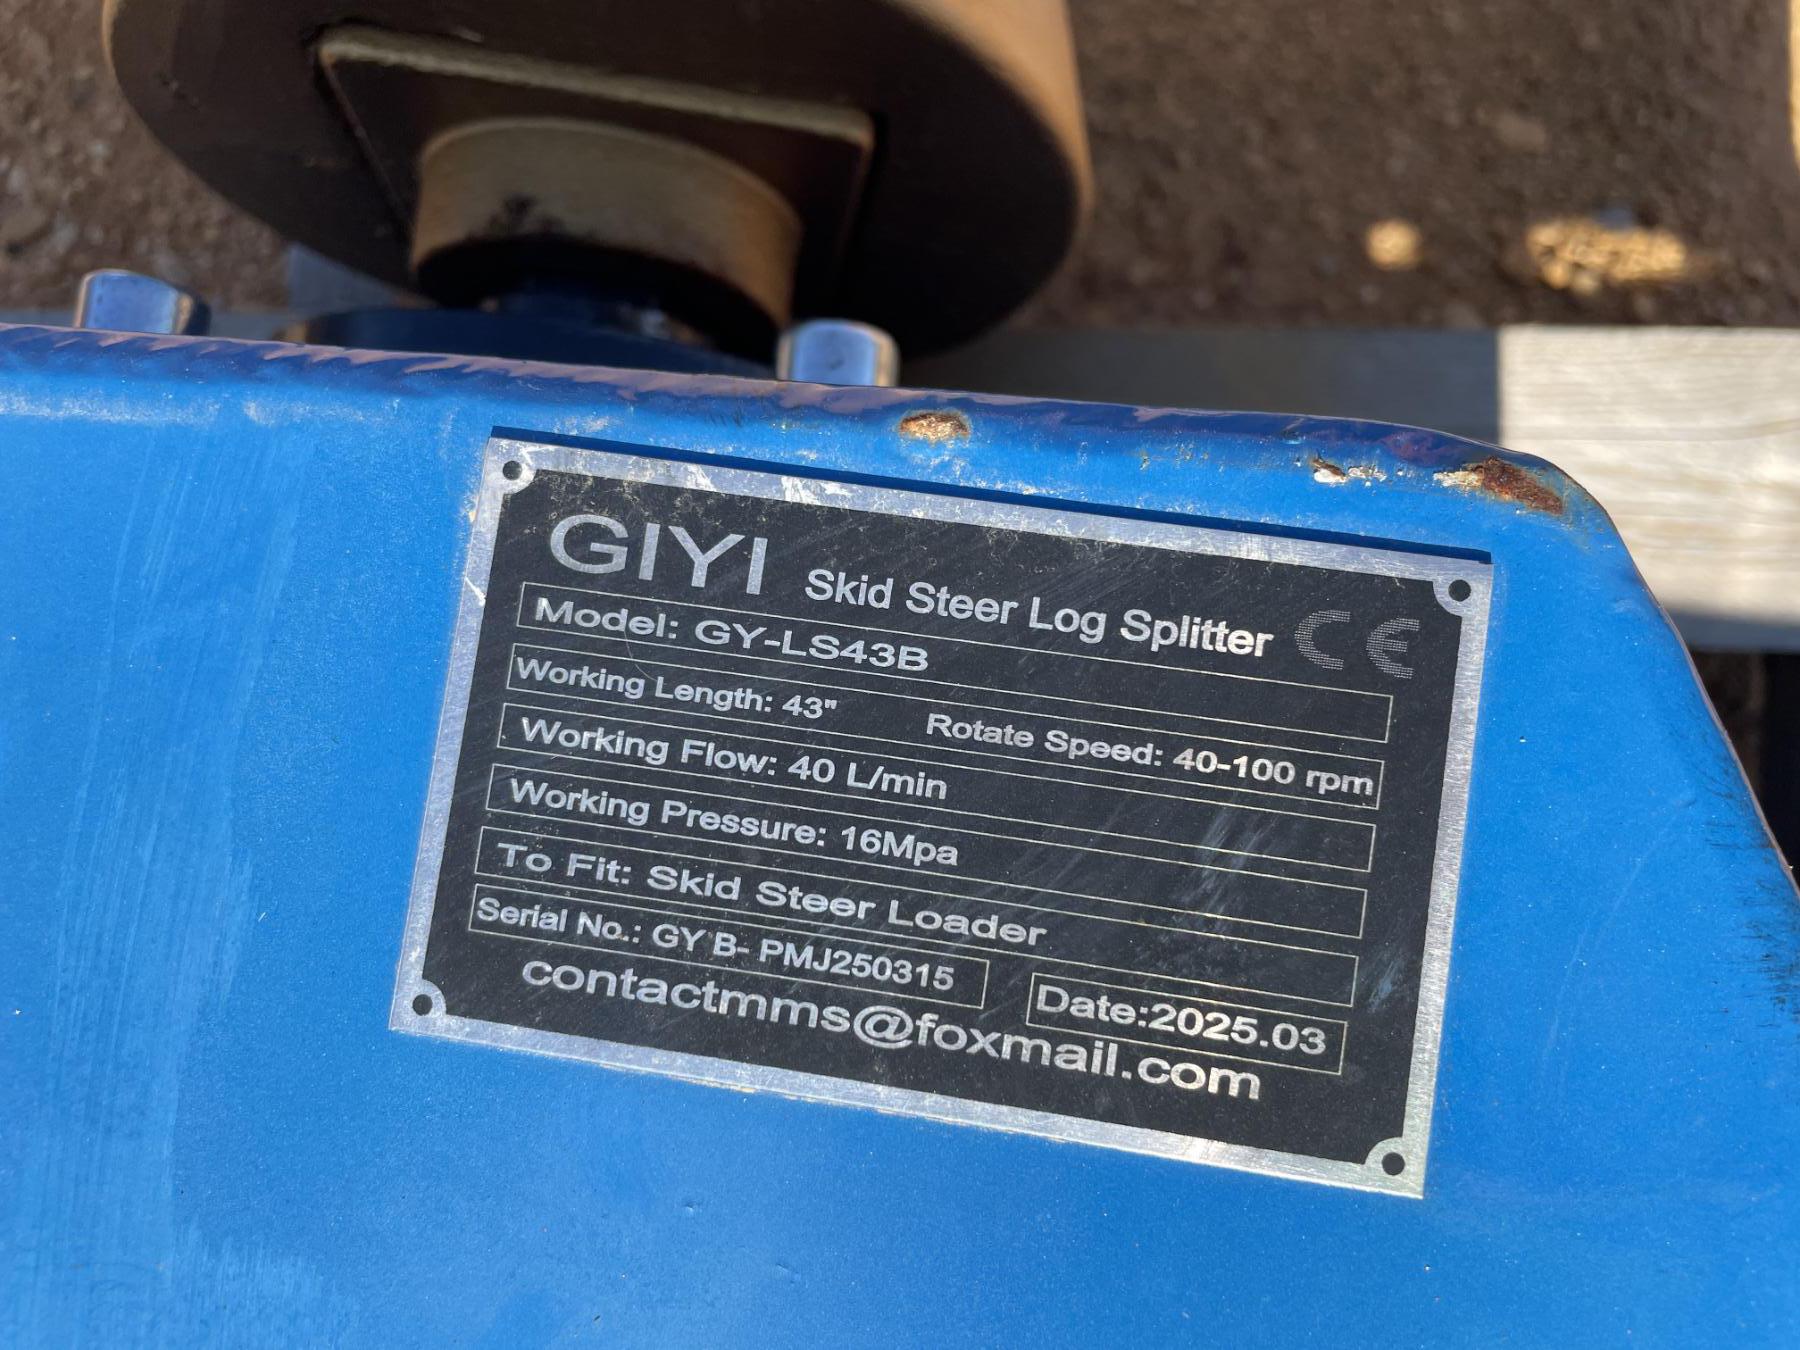 GIYI Skid Steer Log Splitter CE
Model: GY-LS43B
Working Length: 43" Rotate Speed: 40-100 rpm
Working Flow: 40 L/min
Working Pressure: 16Mpa
To Fit: Skid Steer Loader
Serial No.: GY B- PMJ250315 Date:2025.03
contactmms@foxmail.com